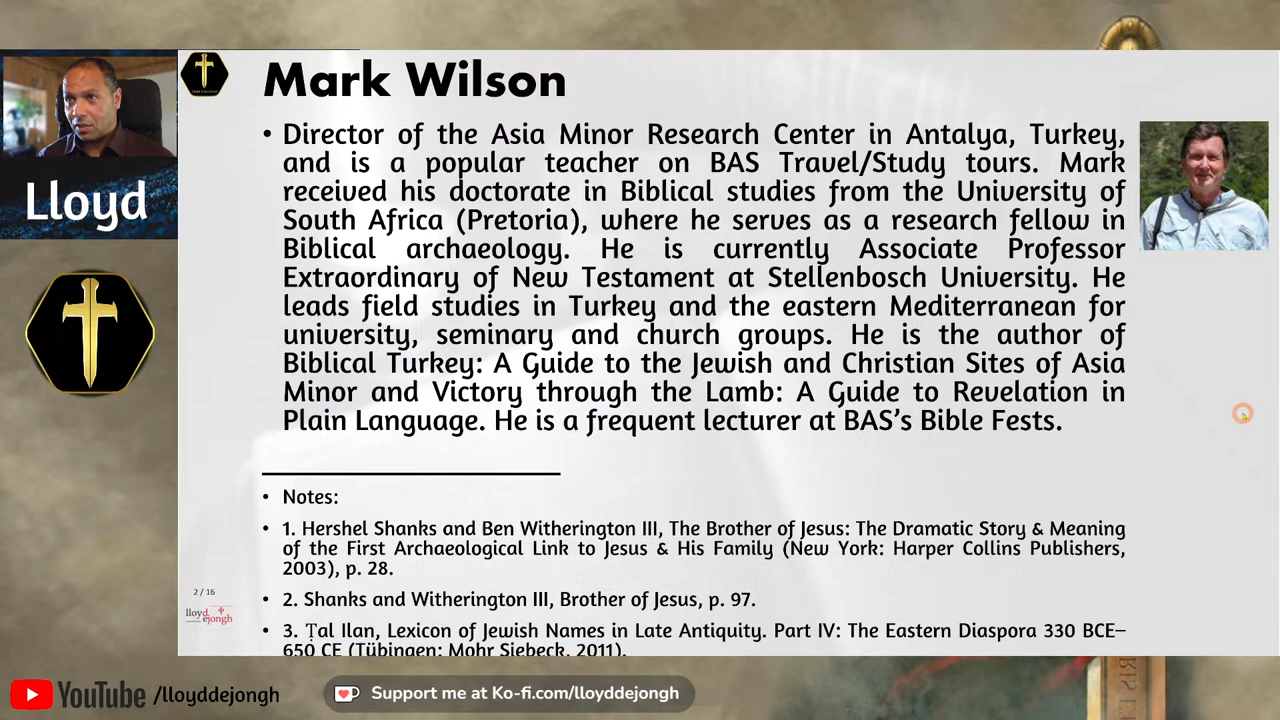 Mark Wilson
• Director of the Asia Minor Research Center in Antalya, Turkey,
and is a popular teacher on BAS Travel/Study tours. Mark
received his doctorate in Biblical studies from the University of
South Africa (Pretoria), where he serves as a research fellow in
Biblical archaeology. He is currently Associate Professor
Extraordinary of New Testament at Stellenbosch University. He
leads field studies in Turkey and the eastern Mediterranean for
university, seminary and church groups. He is the author of
Biblical Turkey: A Guide to the Jewish and Christian Sites of Asia
Minor and Victory through the Lamb: A Guide to Revelation in
Plain Language. He is a frequent lecturer at BAS’s Bible Fests.
Lloyd
• Notes:
• 1. Hershel Shanks and Ben Witherington III, The Brother of Jesus: The Dramatic Story & Meaning
of the First Archaeological Link to Jesus & His Family (New York: Harper Collins Publishers,
2003), p. 28.
• 2. Shanks and Witherington III, Brother of Jesus, p. 97.
• 3. Ṭal Ilan, Lexicon of Jewish Names in Late Antiquity. Part IV: The Eastern Diaspora 330 BCE–
650 CE (Tübingen: Mohr Siebeck, 2011).
2 / 16
lloyd
ejongh
YouTube /lloyddejongh
Support me at Ko-fi.com/lloyddejongh